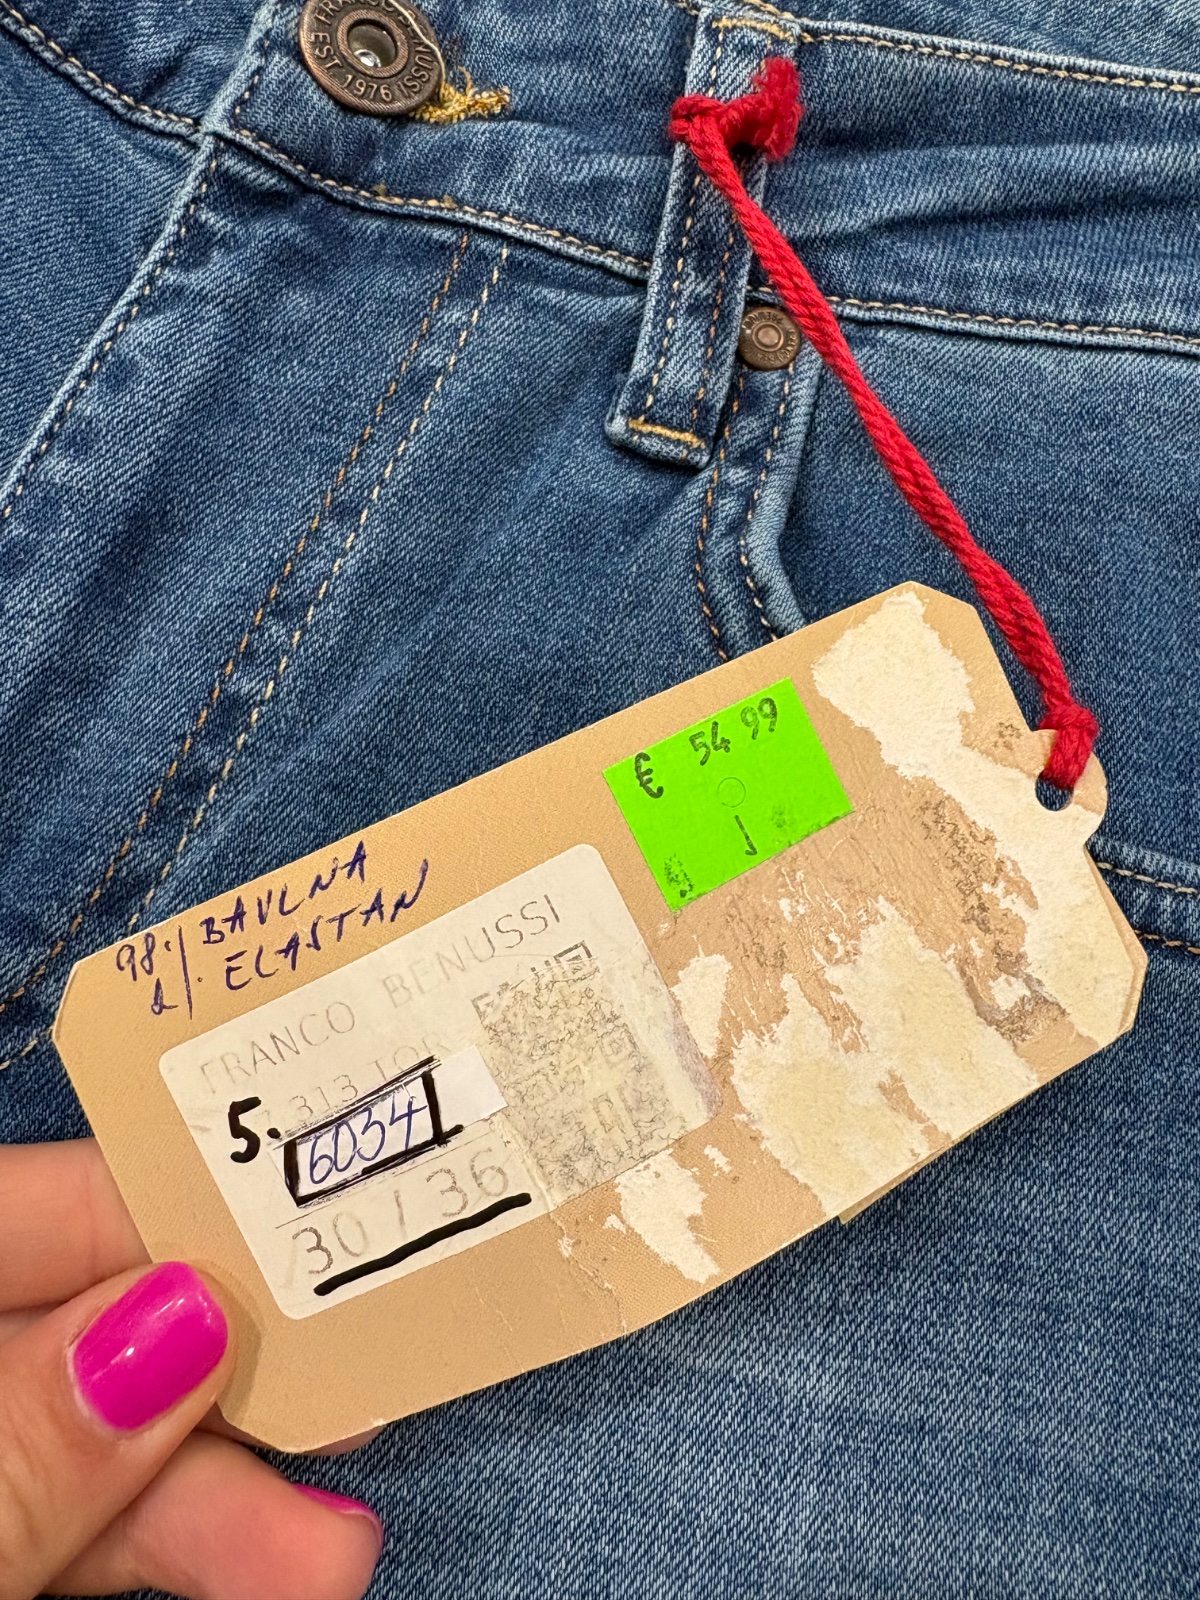 FRANCO BENUSSI
EST. 1976
€ 54 99
98% BAVLNA
2% ELASTAN
FRANCO BENUSSI
5.
6034
30 / 36